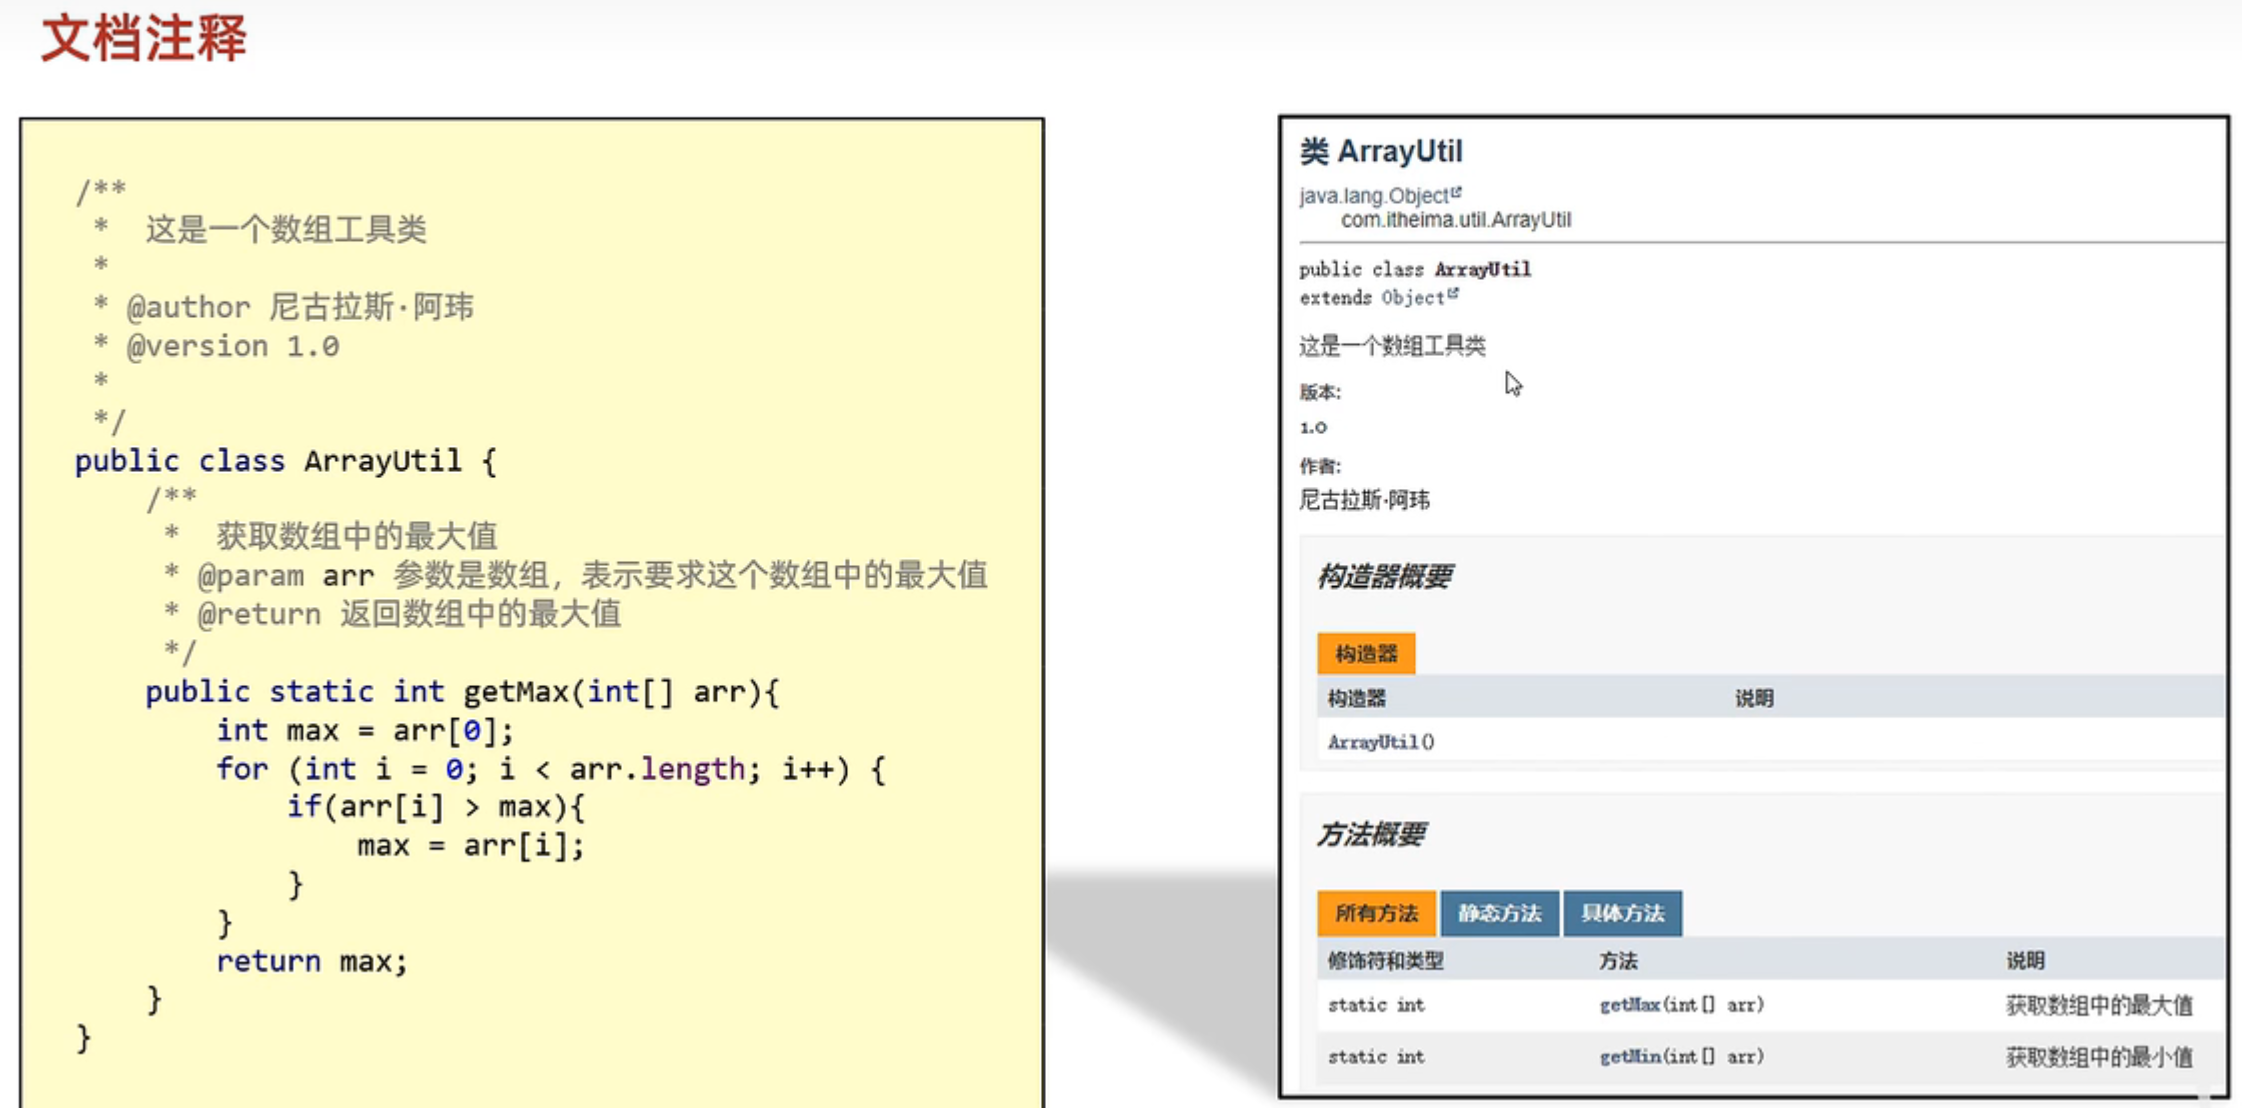 文档注释
/**
 *  这是一个数组工具类
 *
 * @author 尼古拉斯·阿玮
 * @version 1.0
 *
 */
public class ArrayUtil {
    /**
     *  获取数组中的最大值
     * @param arr 参数是数组，表示要求这个数组中的最大值
     * @return 返回数组中的最大值
     */
    public static int getMax(int[] arr){
        int max = arr[0];
        for (int i = 0; i < arr.length; i++) {
            if(arr[i] > max){
                max = arr[i];
            }
        }
        return max;
    }
}
类 ArrayUtil
java.lang.Object
com.itheima.util.ArrayUtil
public class ArrayUtil
extends Object
这是一个数组工具类
版本:
1.0
作者:
尼古拉斯·阿玮
构造器概要
构造器
构造器 说明
ArrayUtil()
方法概要
所有方法 静态方法 具体方法
修饰符和类型 方法 说明
static int getMax(int[] arr) 获取数组中的最大值
static int getMin(int[] arr) 获取数组中的最小值